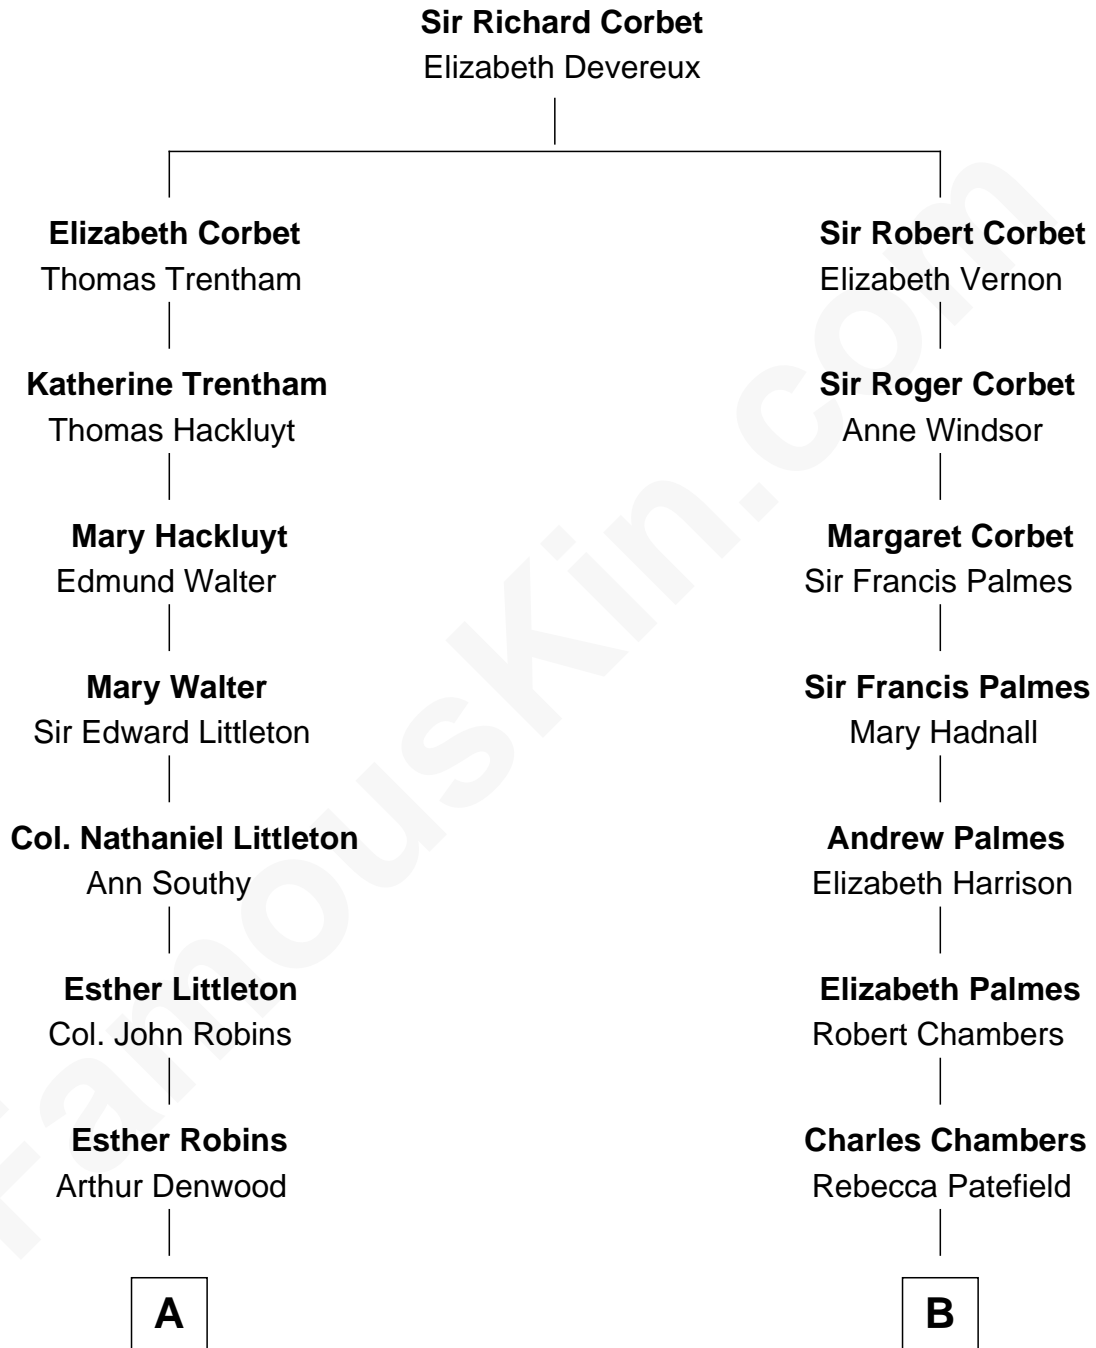 Sir Richard Corbet
Elizabeth Devereux
Elizabeth Corbet
Thomas Trentham
Sir Robert Corbet
Elizabeth Vernon
Katherine Trentham
Thomas Hackluyt
Sir Roger Corbet
Anne Windsor
Mary Hackluyt
Edmund Walter
Margaret Corbet
Sir Francis Palmes
Mary Walter
Sir Edward Littleton
Sir Francis Palmes
Mary Hadnall
Col. Nathaniel Littleton
Ann Southy
Andrew Palmes
Elizabeth Harrison
Esther Littleton
Col. John Robins
Elizabeth Palmes
Robert Chambers
Esther Robins
Arthur Denwood
Charles Chambers
Rebecca Patefield
A
B
FamousKin.com